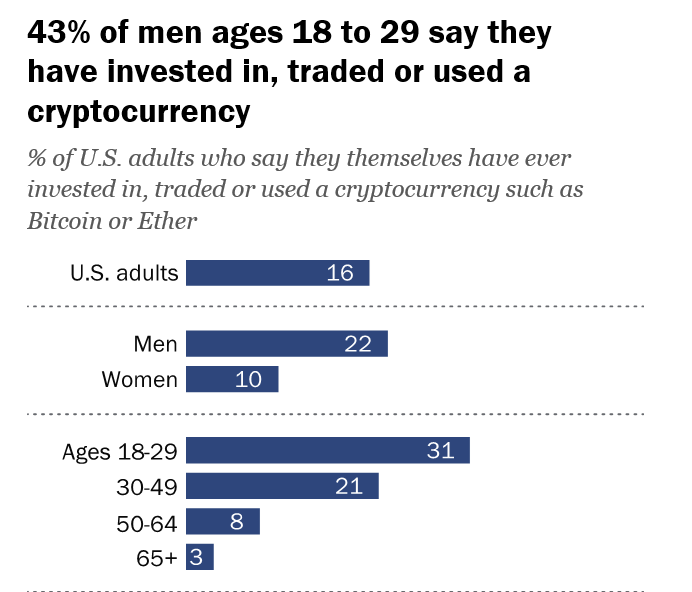 43% of men ages 18 to 29 say they
have invested in, traded or used a
cryptocurrency
% of U.S. adults who say they themselves have ever
invested in, traded or used a cryptocurrency such as
Bitcoin or Ether
U.S. adults 16
Men 22
Women 10
Ages 18-29 31
30-49 21
50-64 8
65+ 3